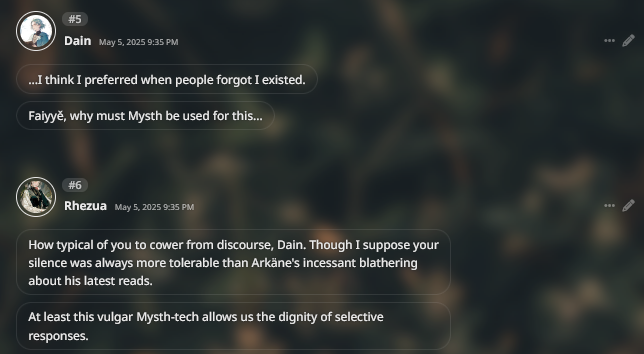 #5
Dain May 5, 2025 9:35 PM
...I think I preferred when people forgot I existed.
Faiyyě, why must Mysth be used for this...
#6
Rhezua May 5, 2025 9:35 PM
How typical of you to cower from discourse, Dain. Though I suppose your
silence was always more tolerable than Arkäne's incessant blathering
about his latest reads.
At least this vulgar Mysth-tech allows us the dignity of selective
responses.